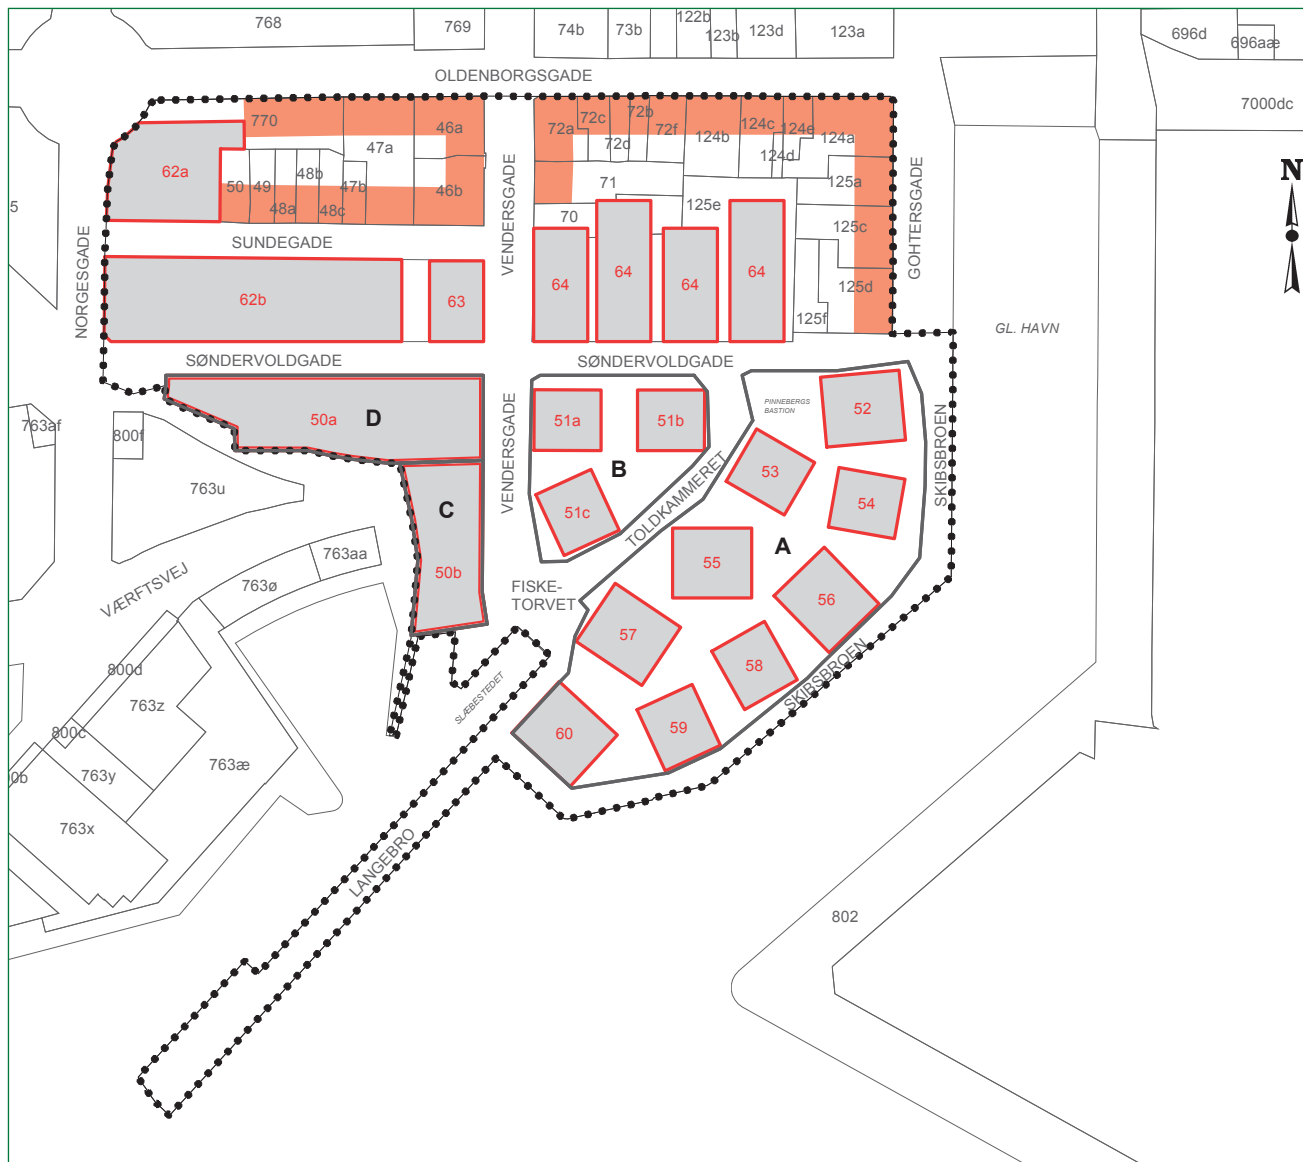 768
769
74b
73b
122b
123b
123d
123a
696d
696aæ
OLDENBORGSGADE
7000dc
770
46a
72a
72c
72b
72f
124b
124c
124e
124a
47a
72d
124d
N
62a
50
49
48b
47b
46b
71
125a
48a
48c
70
125e
125c
5
NORGESGADE
SUNDEGADE
VENDERSGADE
GOHTERSGADE
62b
63
64
64
64
64
125d
125f
GL. HAVN
SØNDERVOLDGADE
SØNDERVOLDGADE
763af
800f
50a
D
VENDERSGADE
51a
51b
B
PINNEBERGS
BASTION
52
SKIBSBROEN
763u
C
51c
TOLDKAMMERET
53
54
A
55
VÆRFTSVEJ
763ø
763aa
50b
FISKE-
TORVET
56
57
58
SKIBSBROEN
800d
763z
SLÆBESTEDET
59
60
800c
763y
763æ
0b
763x
LANGEBRO
802